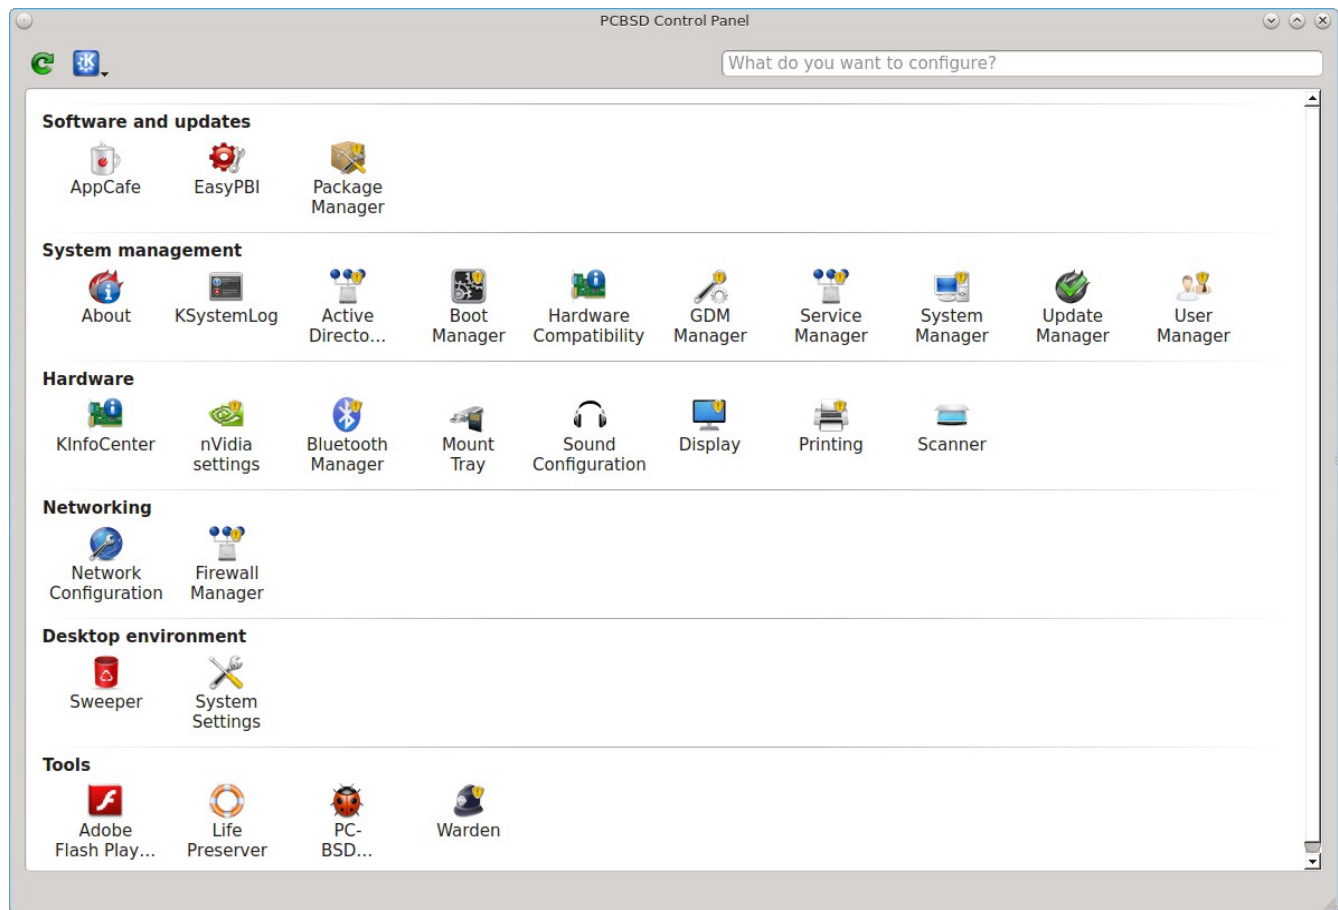 PCBSD Control Panel
What do you want to configure?
Software and updates
AppCafe EasyPBI Package
Manager
System management
About KSystemLog Active Boot Hardware GDM Service System Update User
Directo... Manager Compatibility Manager Manager Manager Manager Manager
Hardware
KInfoCenter nVidia Bluetooth Mount Sound Display Printing Scanner
settings Manager Tray Configuration
Networking
Network Firewall
Configuration Manager
Desktop environment
Sweeper System
Settings
Tools
Adobe Life PC- Warden
Flash Play... Preserver BSD...